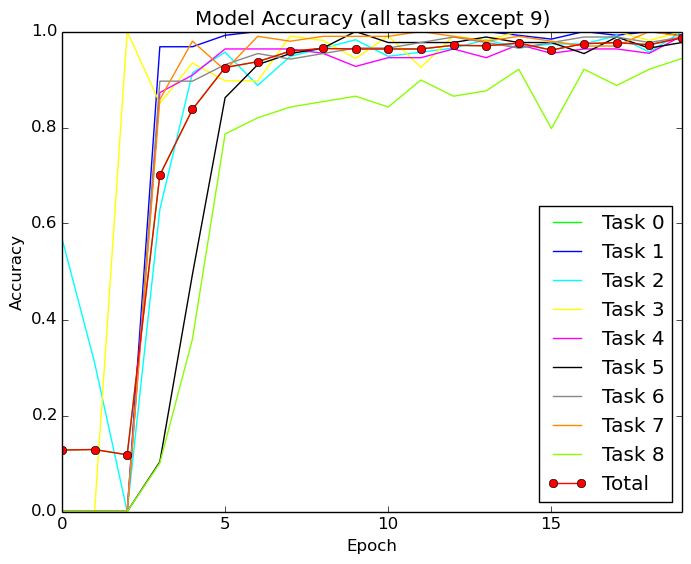 Model Accuracy (all tasks except 9)
1.0
0.8
0.6
0.4
0.2
0.0
Accuracy
Task 0
Task 1
Task 2
Task 3
Task 4
Task 5
Task 6
Task 7
Task 8
Total
0 5 10 15
Epoch